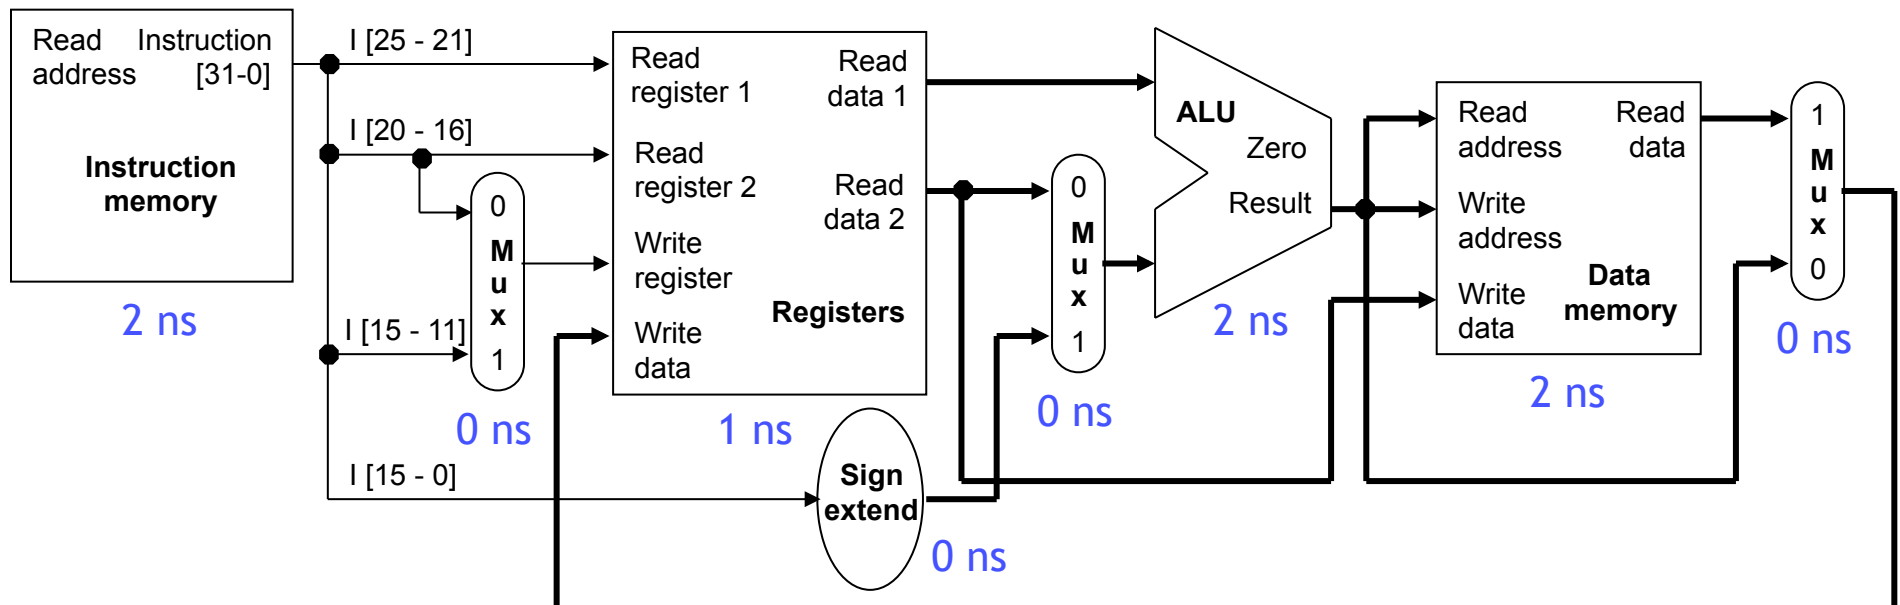 Read Instruction
address [31-0]
Instruction
memory
2 ns
I [25 - 21]
I [20 - 16]
I [15 - 11]
I [15 - 0]
0
M
u
x
1
0 ns
Read
register 1
Read
data 1
Read
register 2
Read
data 2
Write
register
Write
data
Registers
1 ns
Sign
extend
0 ns
0
M
u
x
1
0 ns
ALU
Zero
Result
2 ns
Read
address
Read
data
Write
address
Write
data
Data
memory
2 ns
1
M
u
x
0
0 ns